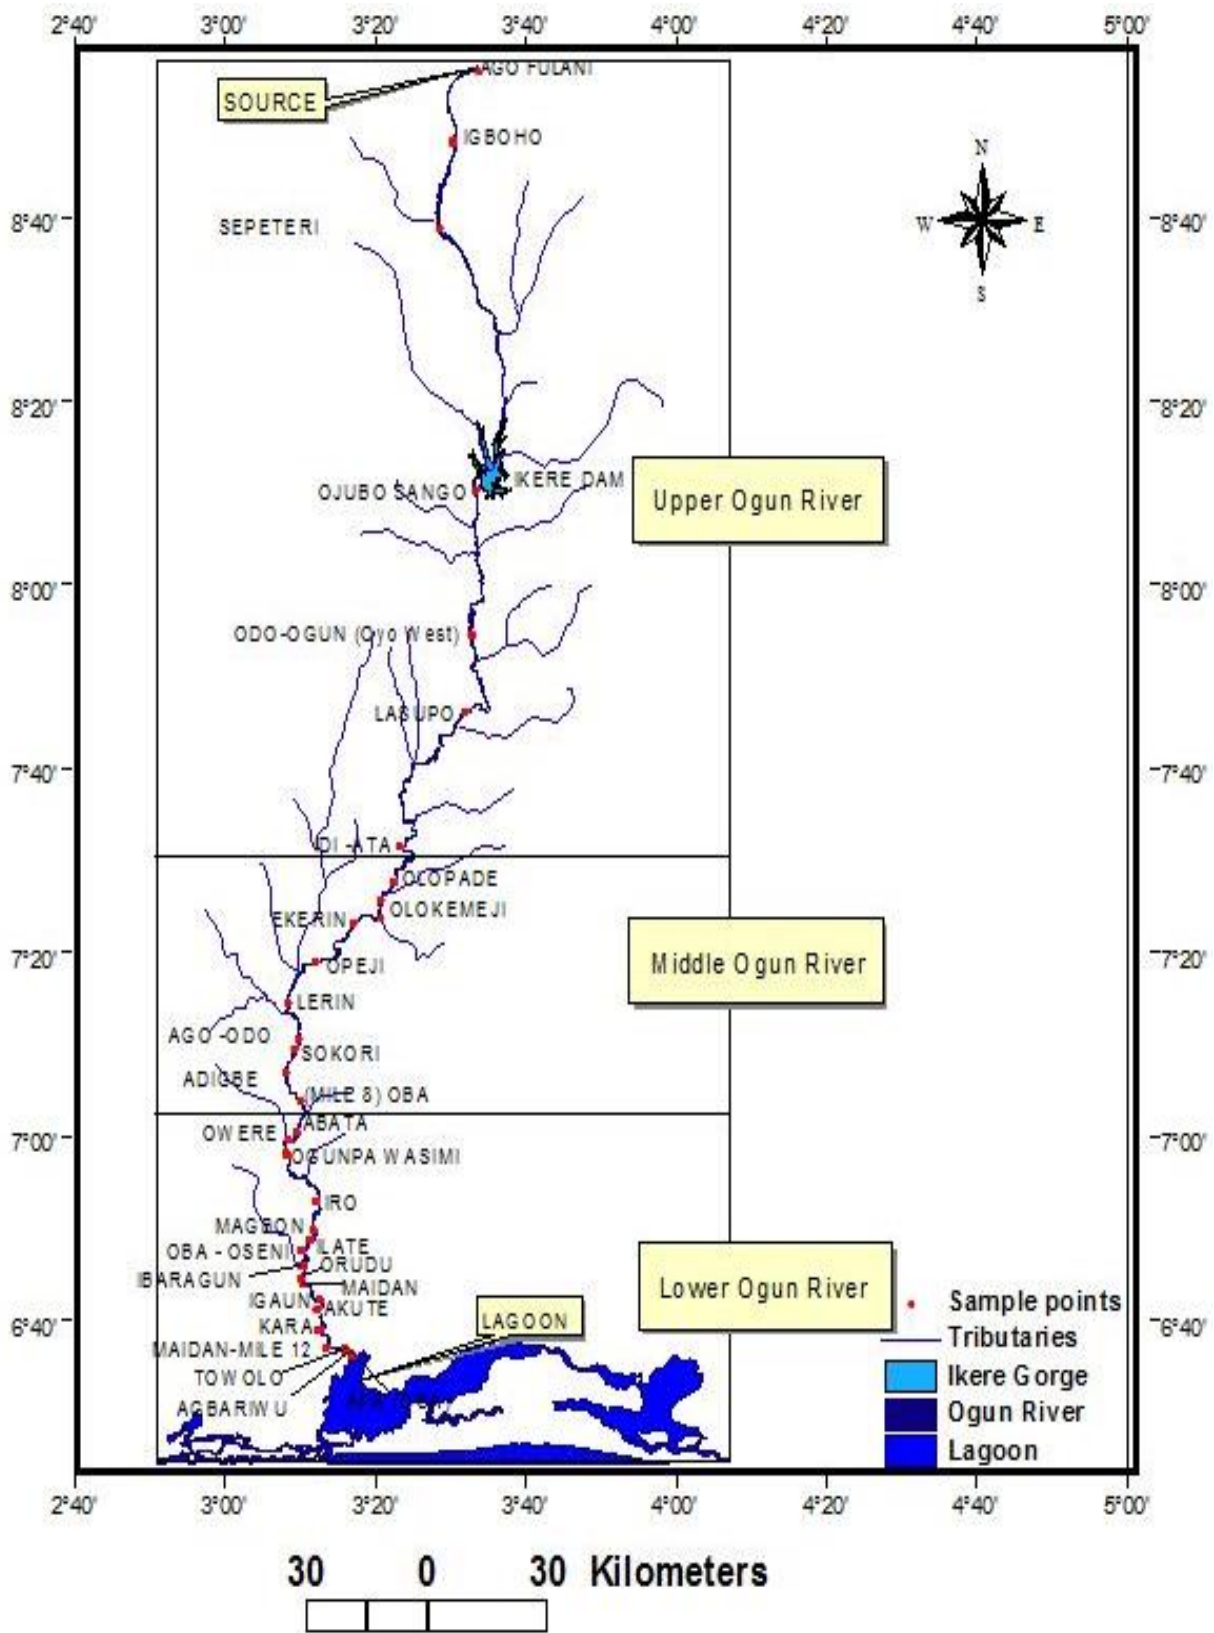 2°40' 3°00' 3°20' 3°40' 4°00' 4°20' 4°40' 5°00'
AGO FULANI
SOURCE
IGBOHO
N
8°40' SEPETERI W E 8°40'
S
8°20' 8°20'
IKERE DAM
OJUBO SANGO
Upper Ogun River
8°00' 8°00'
ODO-OGUN (Oyo West)
LASUPO
7°40' 7°40'
IDI -ATA
OLOPADE
OLOKEMEJI
EKERIN
7°20' OPEJI Middle Ogun River 7°20'
LERIN
AGO -ODO
SOKORI
ADIGBE
(MILE 8) OBA
ABATA
7°00' OWERE 7°00'
OGUNPA WASIMI
IRO
MAGBON
ILATE
OBA - OSENI
ORUDU
IBARAGUN
MAIDAN
Lower Ogun River
IGAUN
AKUTE
Sample points
6°40' KARA LAGOON 6°40'
Tributaries
MAIDAN-MILE 12
TOWOLO
Ikere Gorge
AGBARIWU
Ogun River
Lagoon
2°40' 3°00' 3°20' 3°40' 4°00' 4°20' 4°40' 5°00'
30 0 30 Kilometers